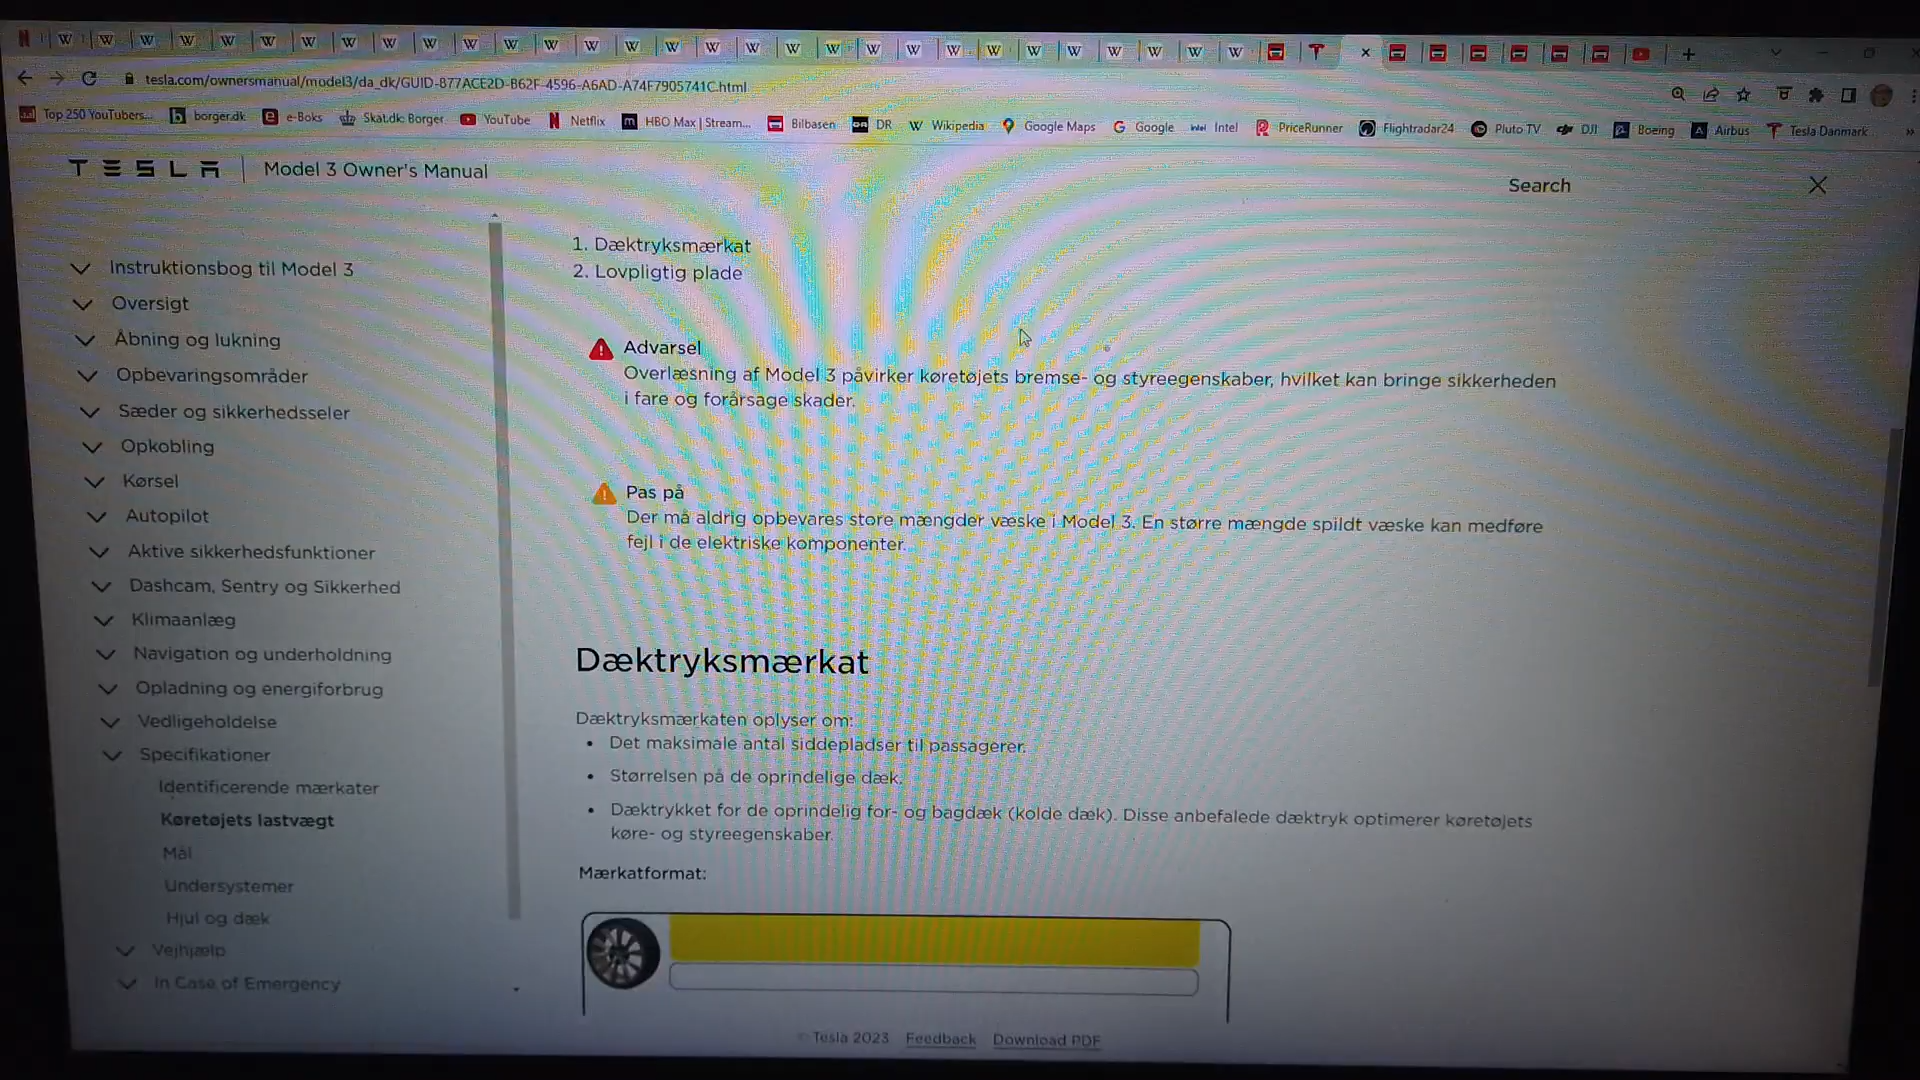 tesla.com/ownersmanual/model3/da_dk/GUID-877ACE2D-B62F-4596-A6AD-A74F7905741C.html
Top 250 YouTubers... borger.dk e-Boks Skat.dk: Borger YouTube Netflix HBO Max | Stream... Bilbasen DR Wikipedia Google Maps Google Intel PriceRunner Flightradar24 Pluto TV DJI Boeing Airbus Tesla Danmark »
TESLA Model 3 Owner's Manual
Search
Instruktionsbog til Model 3
Oversigt
Åbning og lukning
Opbevaringsområder
Sæder og sikkerhedsseler
Opkobling
Kørsel
Autopilot
Aktive sikkerhedsfunktioner
Dashcam, Sentry og Sikkerhed
Klimaanlæg
Navigation og underholdning
Opladning og energiforbrug
Vedligeholdelse
Specifikationer
Identificerende mærkater
Køretøjets lastvægt
Mål
Undersystemer
Hjul og dæk
Vejhjælp
In Case of Emergency
1. Dæktryksmærkat
2. Lovpligtig plade
Advarsel
Overlæsning af Model 3 påvirker køretøjets bremse- og styreegenskaber, hvilket kan bringe sikkerheden
i fare og forårsage skader.
Pas på
Der må aldrig opbevares store mængder væske i Model 3. En større mængde spildt væske kan medføre
fejl i de elektriske komponenter.
Dæktryksmærkat
Dæktryksmærkaten oplyser om:
• Det maksimale antal siddepladser til passagerer.
• Størrelsen på de oprindelige dæk.
• Dæktrykket for de oprindelig for- og bagdæk (kolde dæk). Disse anbefalede dæktryk optimerer køretøjets
køre- og styreegenskaber.
Mærkatformat:
© Tesla 2023 Feedback Download PDF